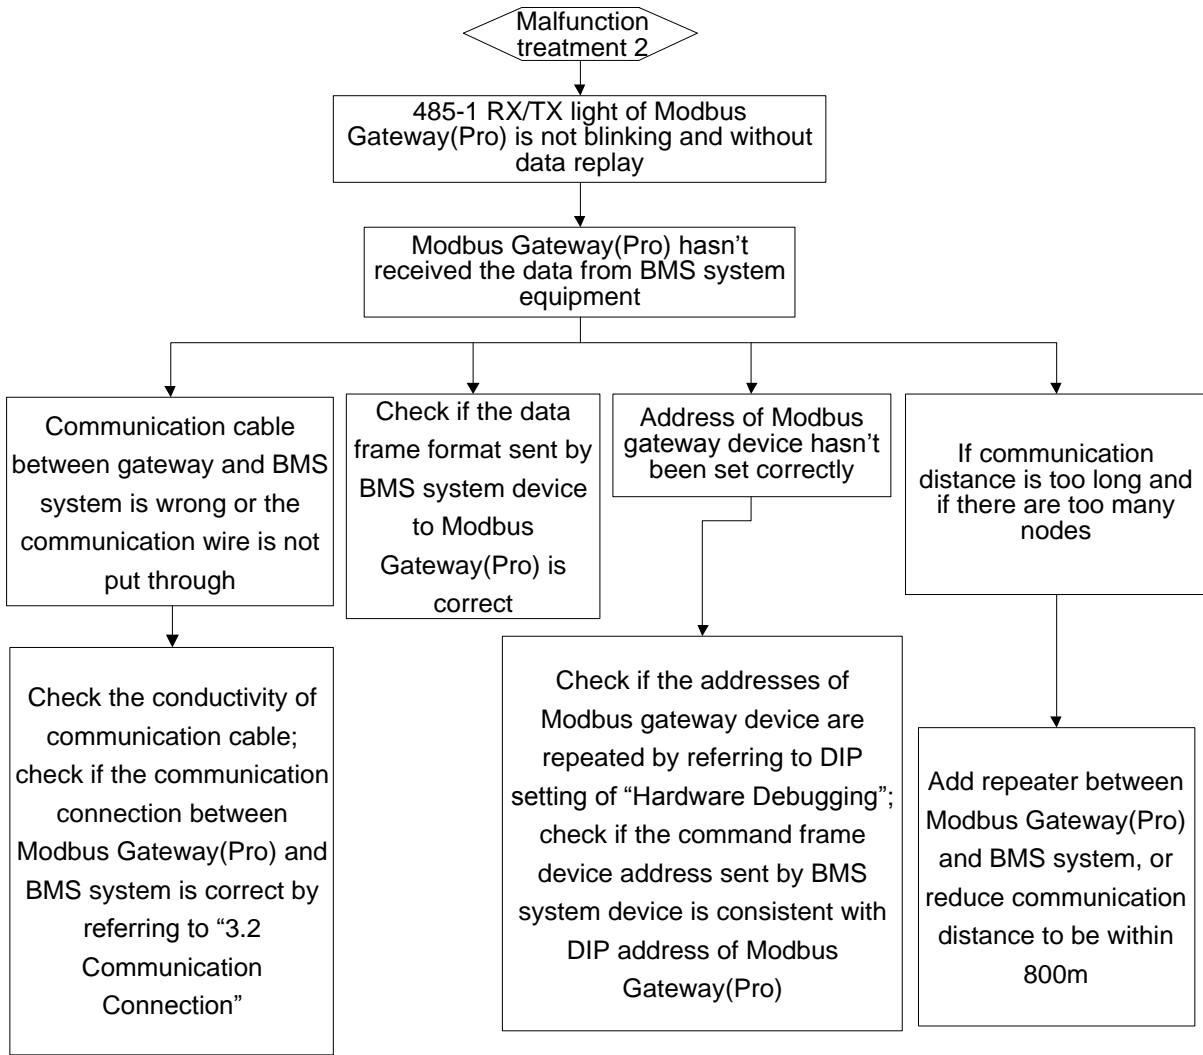 Malfunction
treatment 2
485-1 RX/TX light of Modbus
Gateway(Pro) is not blinking and without
data replay
Modbus Gateway(Pro) hasn't
received the data from BMS system
equipment
Communication cable
between gateway and BMS
system is wrong or the
communication wire is not
put through
Check if the data
frame format sent by
BMS system device
to Modbus
Gateway(Pro) is
correct
Address of Modbus
gateway device hasn't
been set correctly
If communication
distance is too long and
if there are too many
nodes
Check the conductivity of
communication cable;
check if the communication
connection between
Modbus Gateway(Pro) and
BMS system is correct by
referring to “3.2
Communication
Connection”
Check if the addresses of
Modbus gateway device are
repeated by referring to DIP
setting of “Hardware Debugging”;
check if the command frame
device address sent by BMS
system device is consistent with
DIP address of Modbus
Gateway(Pro)
Add repeater between
Modbus Gateway(Pro)
and BMS system, or
reduce communication
distance to be within
800m